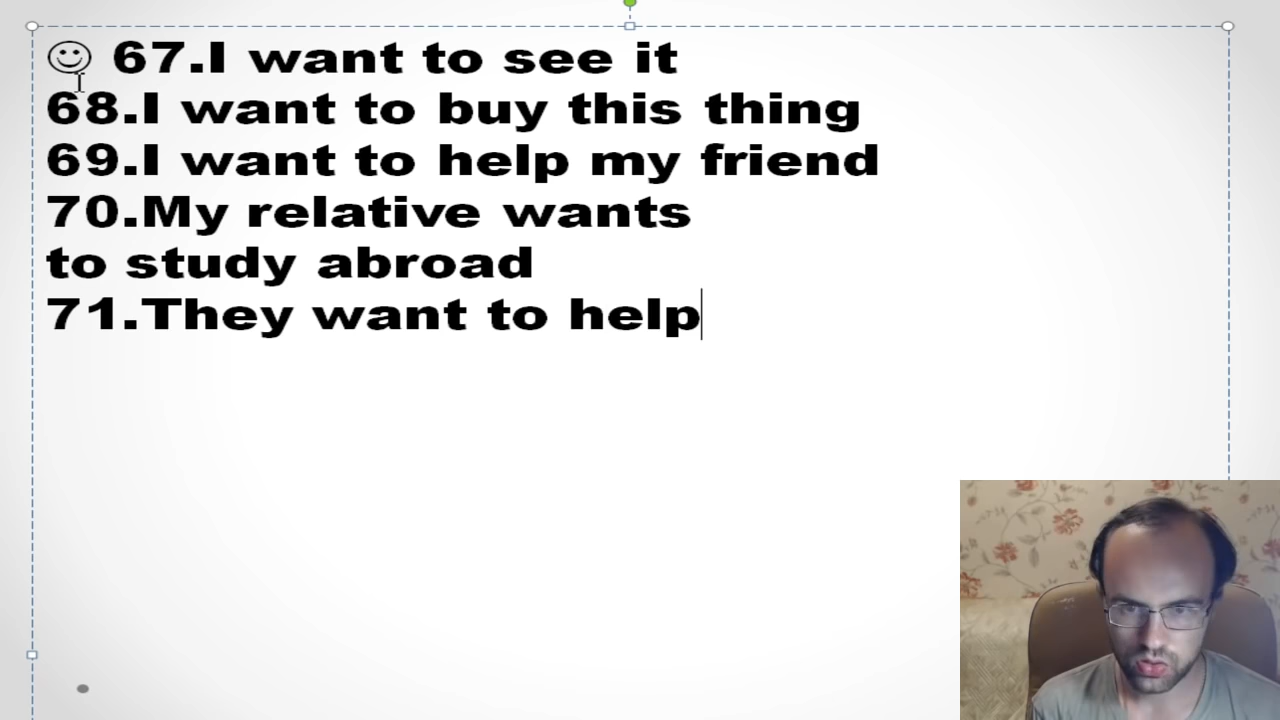 ☺ 67.I want to see it
68.I want to buy this thing
69.I want to help my friend
70.My relative wants
to study abroad
71.They want to help